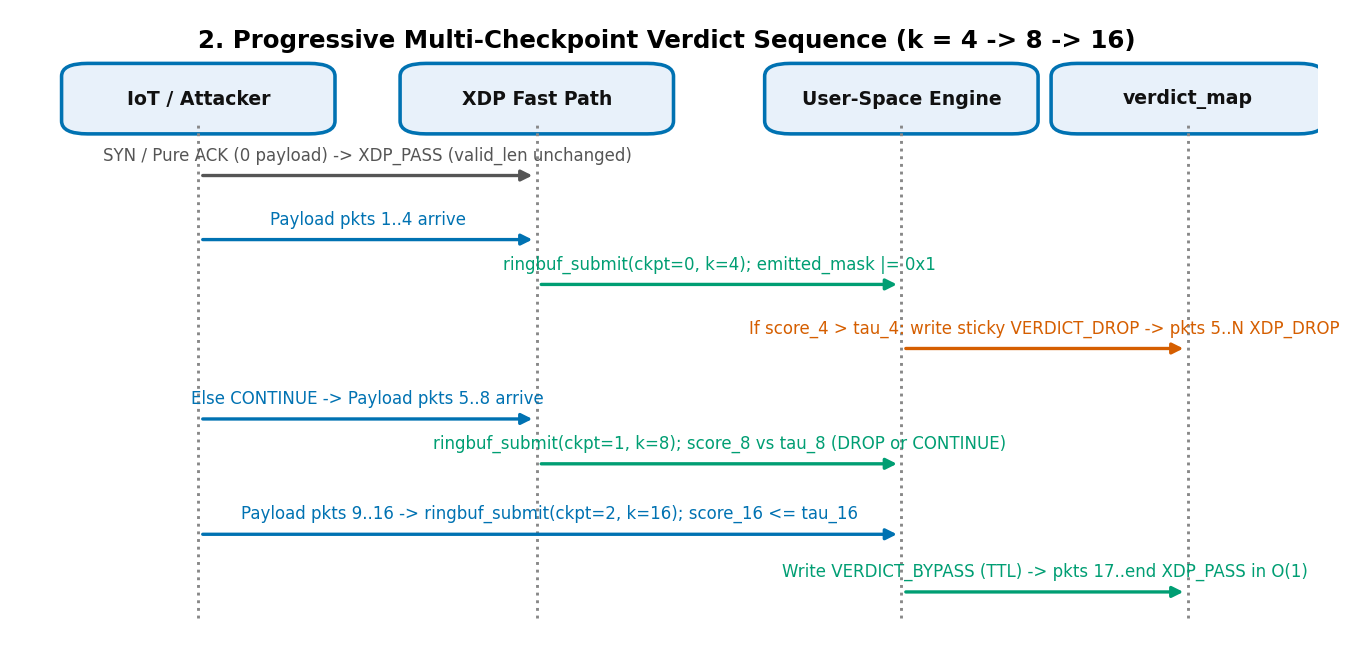 2. Progressive Multi-Checkpoint Verdict Sequence (k = 4 -> 8 -> 16)
IoT / Attacker
XDP Fast Path
User-Space Engine
verdict_map
SYN / Pure ACK (0 payload) -> XDP_PASS (valid_len unchanged)
Payload pkts 1..4 arrive
ringbuf_submit(ckpt=0, k=4); emitted_mask |= 0x1
If score_4 > tau_4: write sticky VERDICT_DROP -> pkts 5..N XDP_DROP
Else CONTINUE -> Payload pkts 5..8 arrive
ringbuf_submit(ckpt=1, k=8); score_8 vs tau_8 (DROP or CONTINUE)
Payload pkts 9..16 -> ringbuf_submit(ckpt=2, k=16); score_16 <= tau_16
Write VERDICT_BYPASS (TTL) -> pkts 17..end XDP_PASS in O(1)